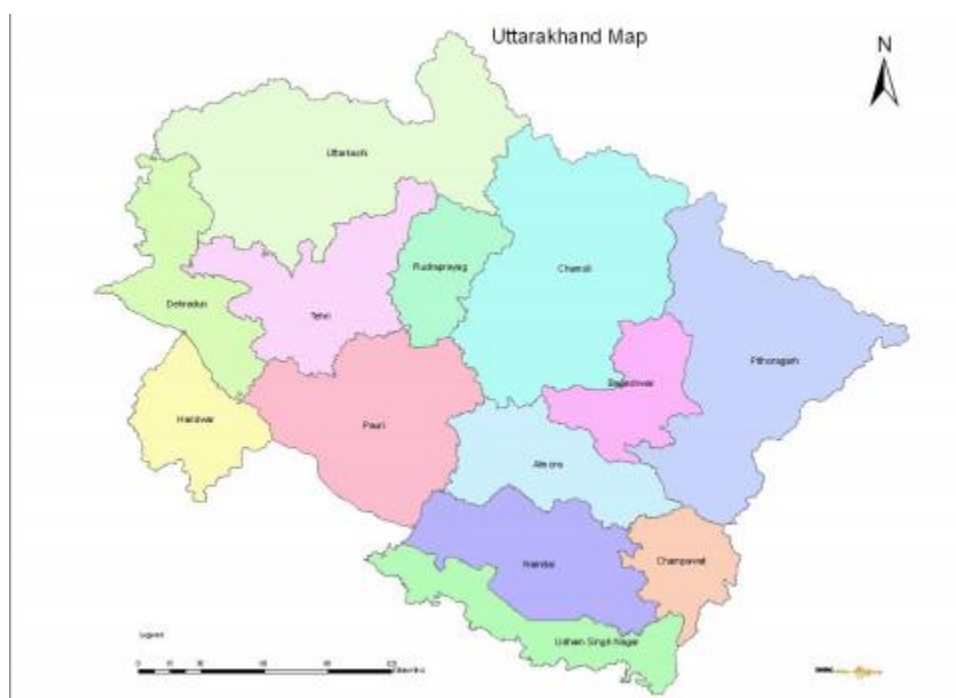 Uttarakhand Map
N
Uttarkashi
Rudraprayag
Chamoli
Dehradun
Tehri
Bageshwar
Pithoragarh
Haridwar
Pauri
Almora
Nainital
Champawat
Udham Singh Nagar
Legend